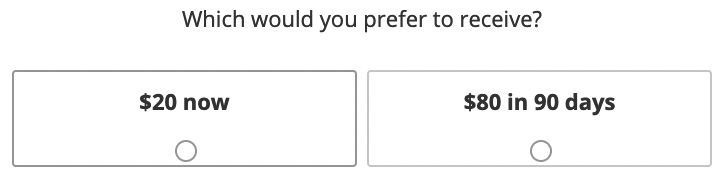 Which would you prefer to receive?
$20 now
$80 in 90 days